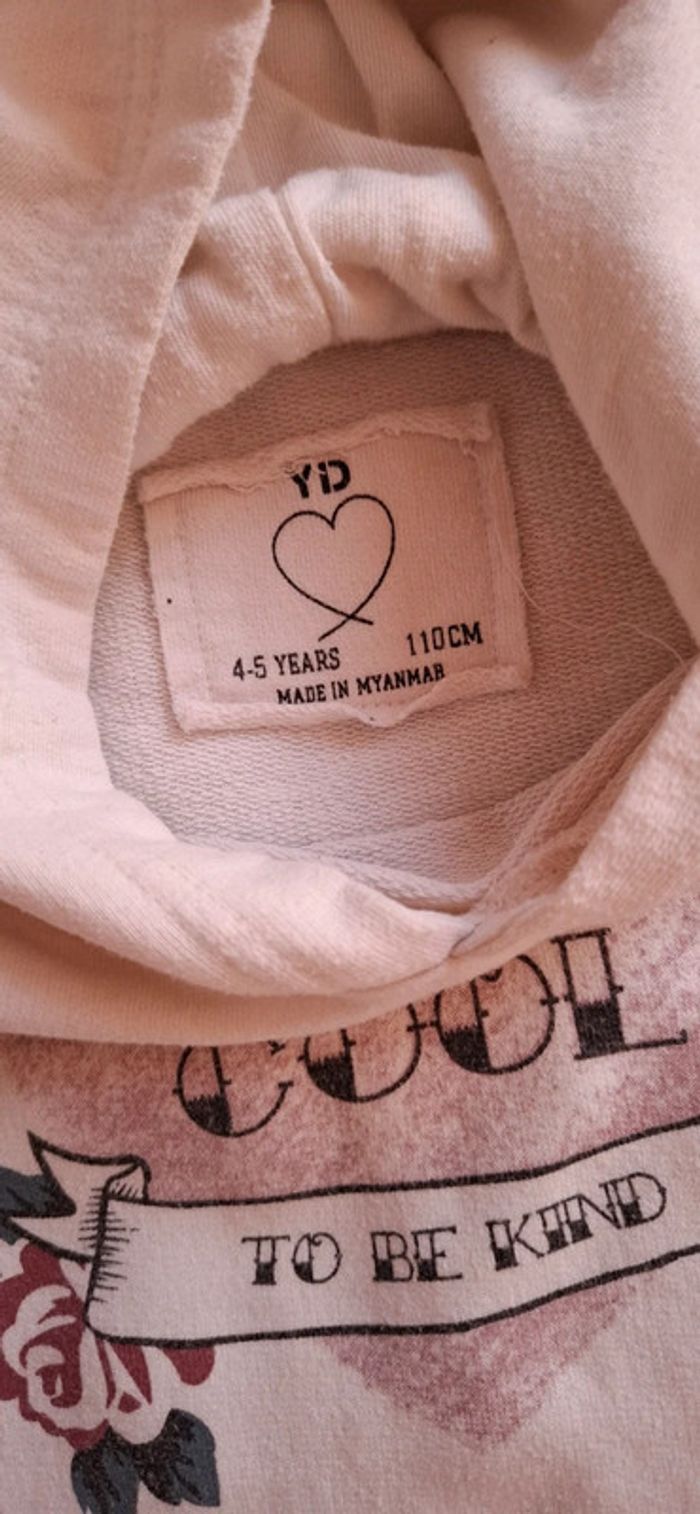 YD
4-5 YEARS 110CM
MADE IN MYANMAR
COOL
TO BE KIND